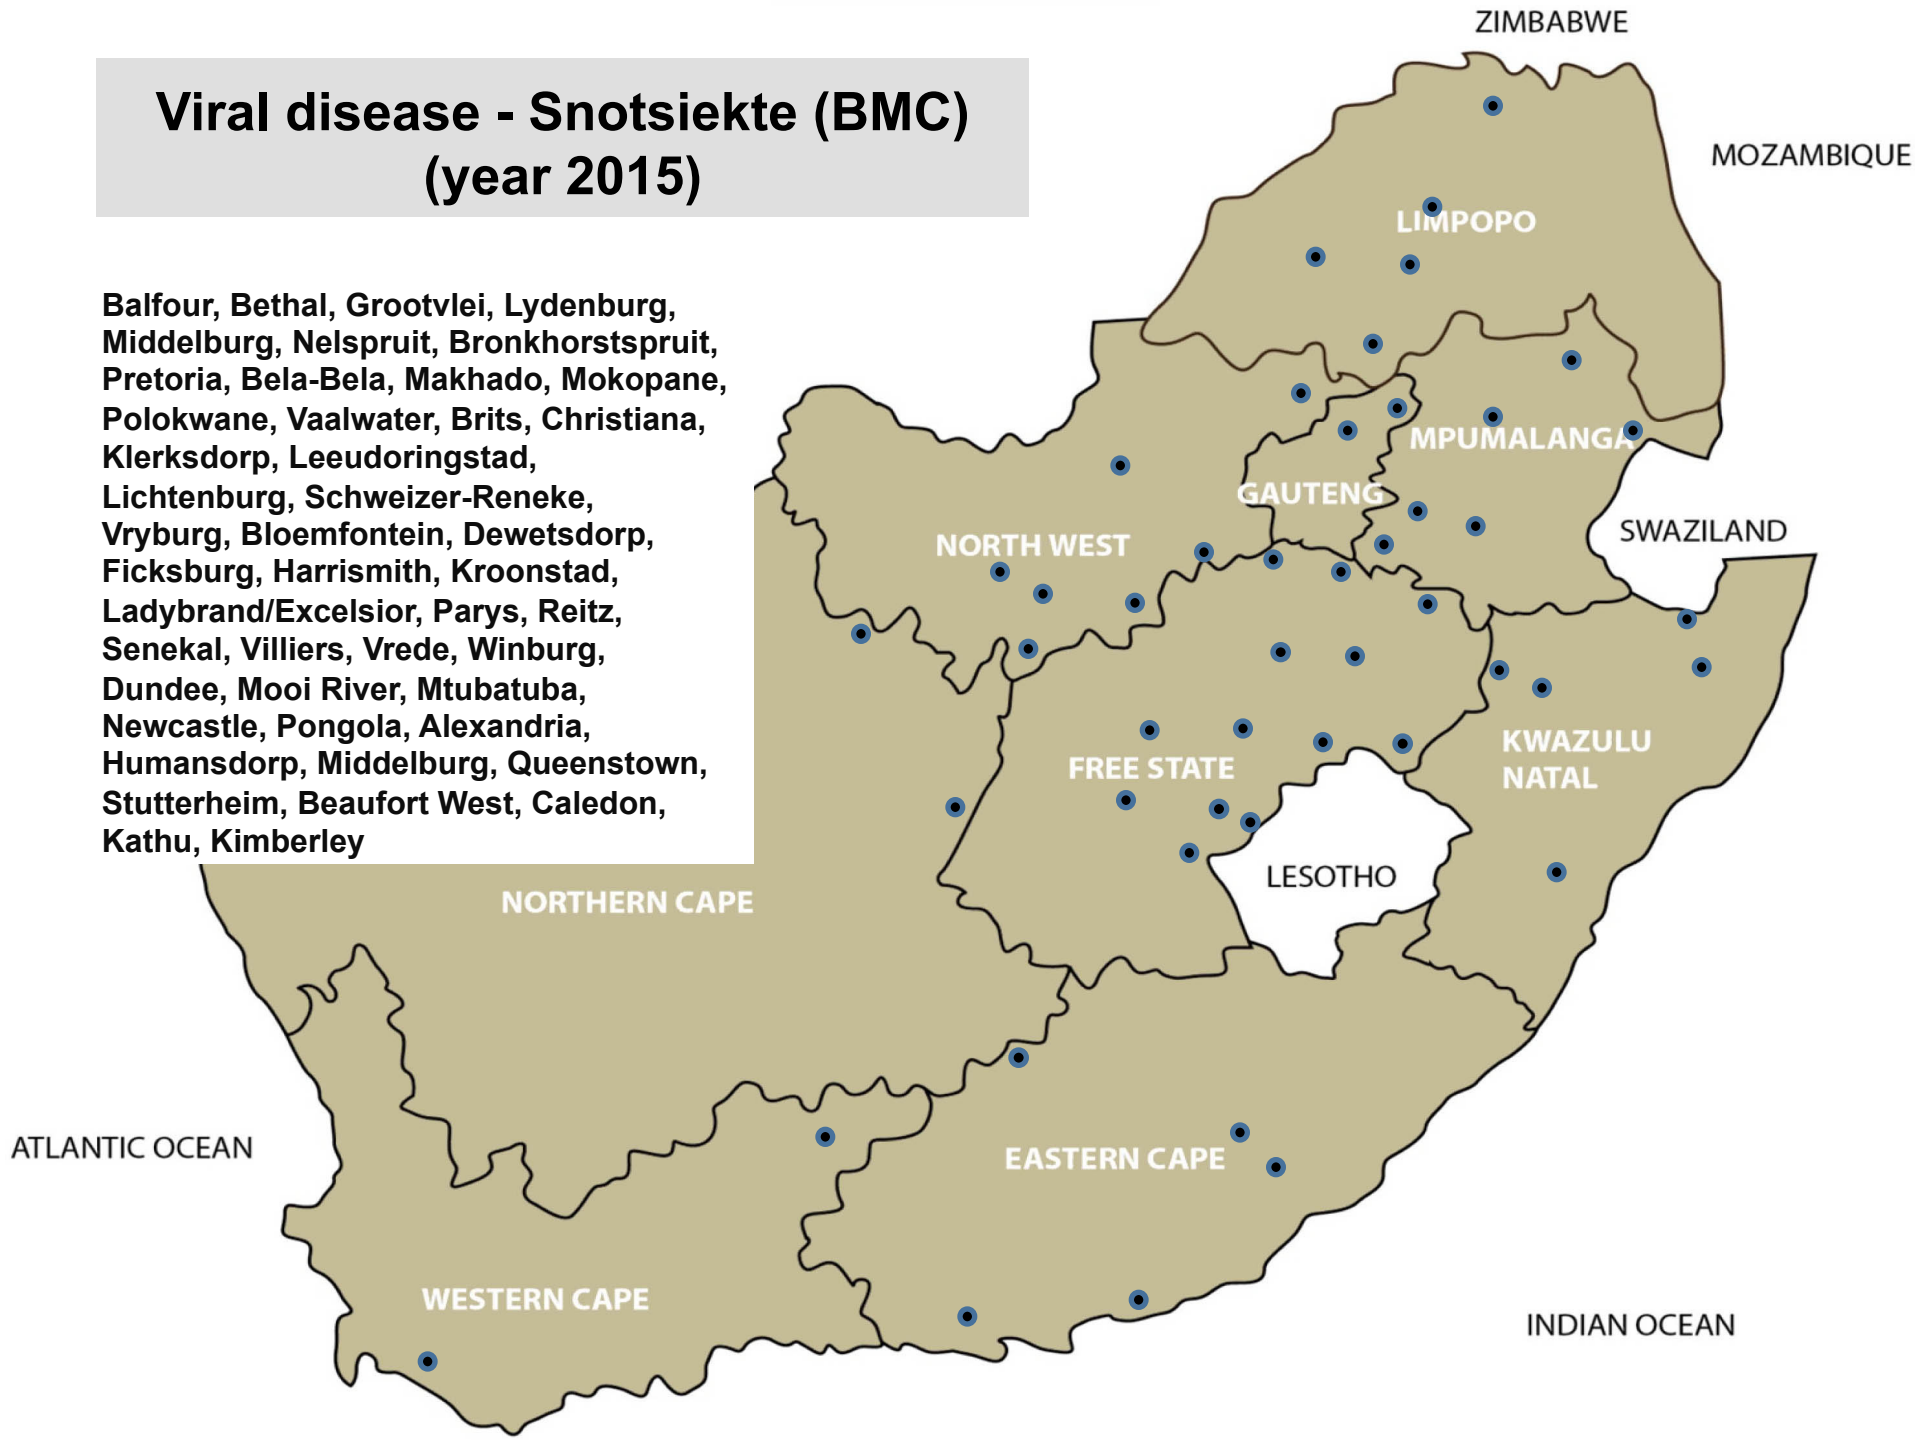 ZIMBABWE
Viral disease - Snotsiekte (BMC)
(year 2015)
MOZAMBIQUE
LIMPOPO
Balfour, Bethal, Grootvlei, Lydenburg,
Middelburg, Nelspruit, Bronkhorstspruit,
Pretoria, Bela-Bela, Makhado, Mokopane,
Polokwane, Vaalwater, Brits, Christiana,
Klerksdorp, Leeudoringstad,
Lichtenburg, Schweizer-Reneke,
Vryburg, Bloemfontein, Dewetsdorp,
Ficksburg, Harrismith, Kroonstad,
Ladybrand/Excelsior, Parys, Reitz,
Senekal, Villiers, Vrede, Winburg,
Dundee, Mooi River, Mtubatuba,
Newcastle, Pongola, Alexandria,
Humansdorp, Middelburg, Queenstown,
Stutterheim, Beaufort West, Caledon,
Kathu, Kimberley
MPUMALANGA
GAUTENG
SWAZILAND
NORTH WEST
KWAZULU
NATAL
FREE STATE
LESOTHO
NORTHERN CAPE
ATLANTIC OCEAN
EASTERN CAPE
WESTERN CAPE
INDIAN OCEAN